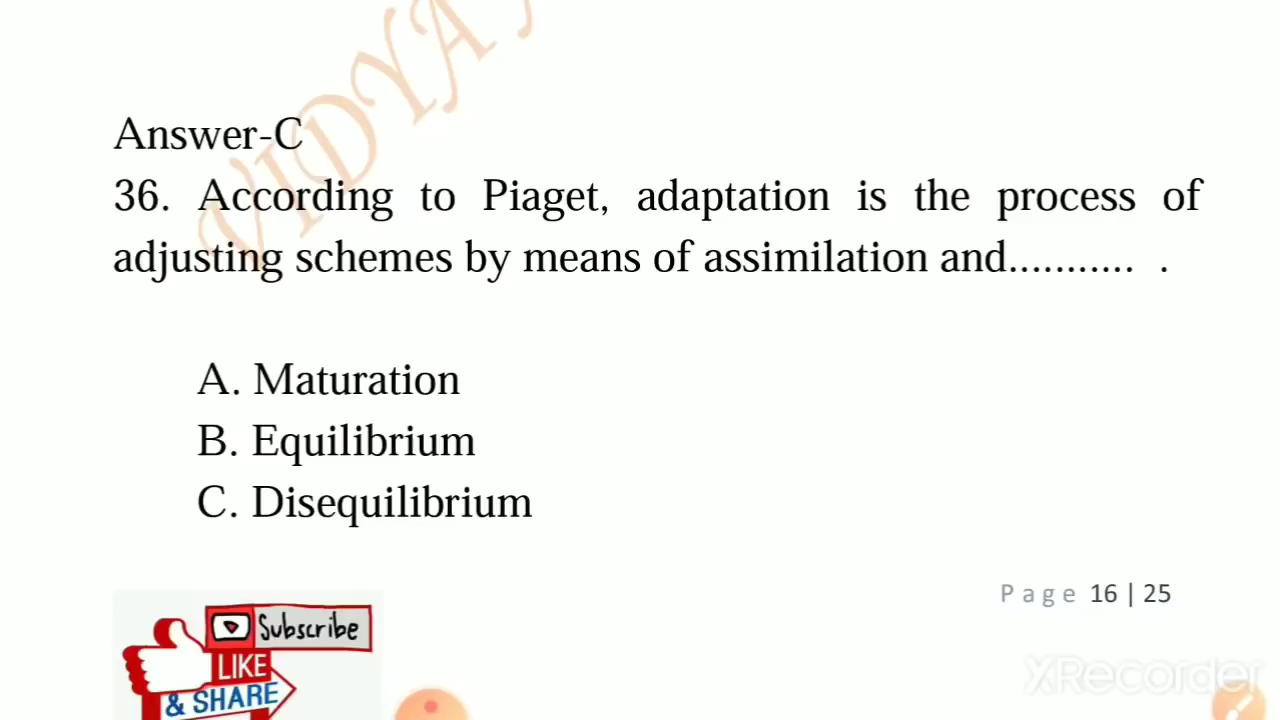 VIDYA
Answer-C
36. According to Piaget, adaptation is the process of
adjusting schemes by means of assimilation and........... .
A. Maturation
B. Equilibrium
C. Disequilibrium
Page 16 | 25
Subscribe
LIKE
& SHARE
XRecorder